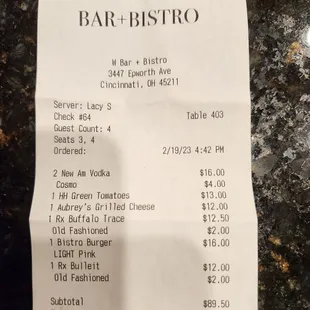 BAR+BISTRO
W Bar + Bistro
3447 Epworth Ave
Cincinnati, OH 45211
Server: Lacy S
Check #64 Table 403
Guest Count: 4
Seats 3, 4
Ordered: 2/19/23 4:42 PM
2 New Am Vodka $16.00
Cosmo $4.00
1 HH Green Tomatoes $13.00
1 Aubrey's Grilled Cheese $12.00
1 Rx Buffalo Trace $12.50
Old Fashioned $2.00
1 Bistro Burger $16.00
LIGHT Pink
1 Rx Bulleit $12.00
Old Fashioned $2.00
Subtotal $89.50